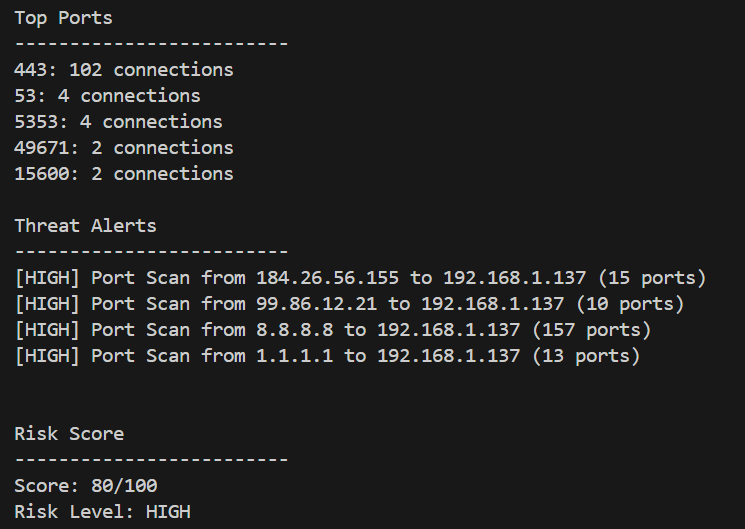 Top Ports
-------------------------
443: 102 connections
53: 4 connections
5353: 4 connections
49671: 2 connections
15600: 2 connections
Threat Alerts
-------------------------
[HIGH] Port Scan from 184.26.56.155 to 192.168.1.137 (15 ports)
[HIGH] Port Scan from 99.86.12.21 to 192.168.1.137 (10 ports)
[HIGH] Port Scan from 8.8.8.8 to 192.168.1.137 (157 ports)
[HIGH] Port Scan from 1.1.1.1 to 192.168.1.137 (13 ports)
Risk Score
-------------------------
Score: 80/100
Risk Level: HIGH